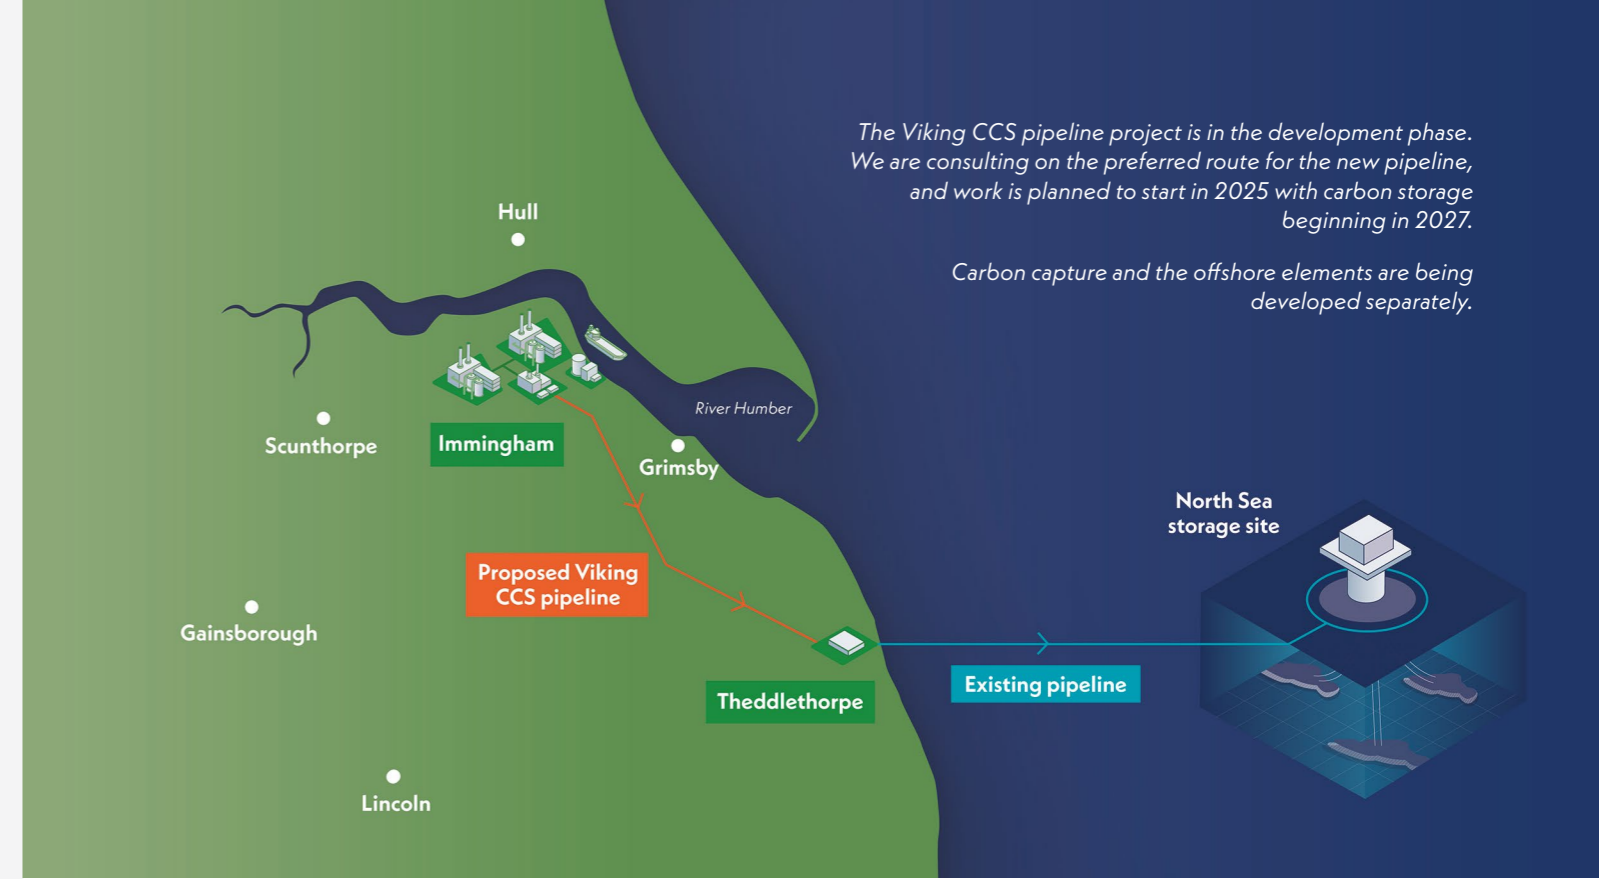 The Viking CCS pipeline project is in the development phase.
We are consulting on the preferred route for the new pipeline,
and work is planned to start in 2025 with carbon storage
beginning in 2027.
Carbon capture and the offshore elements are being
developed separately.
Hull
River Humber
Scunthorpe
Immingham
Grimsby
North Sea
storage site
Proposed Viking
CCS pipeline
Gainsborough
Existing pipeline
Theddlethorpe
Lincoln